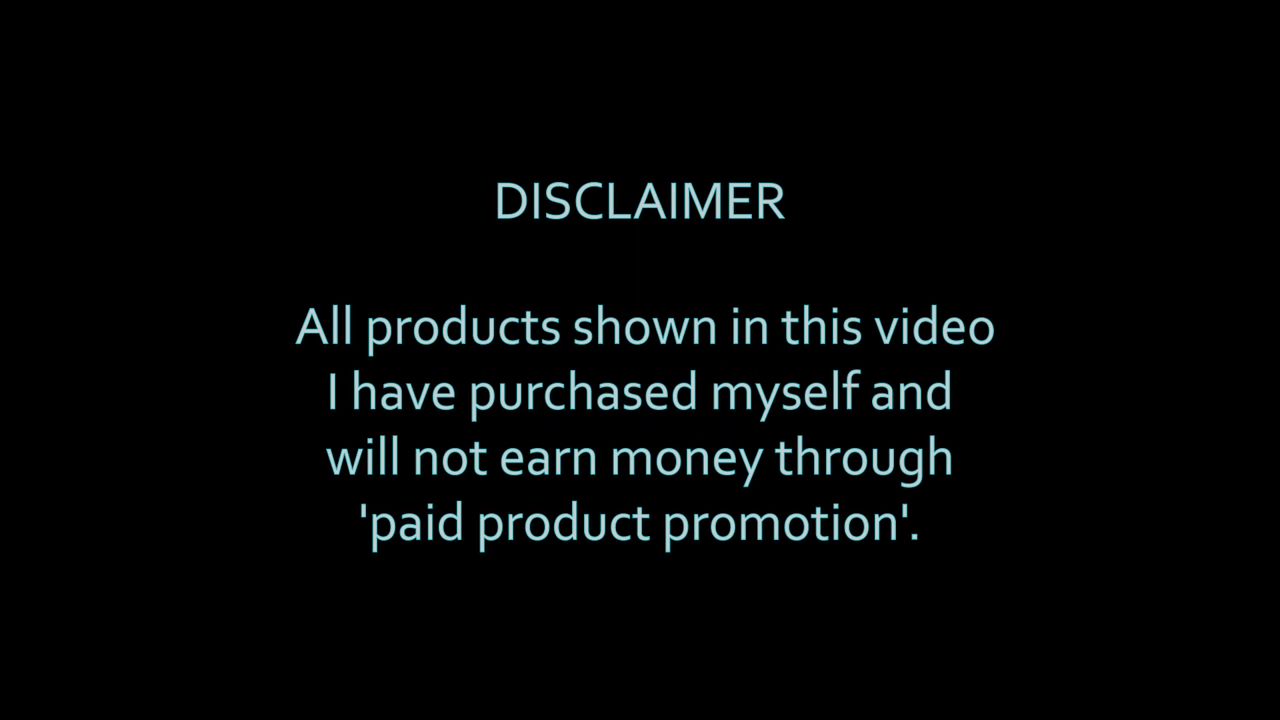 DISCLAIMER
All products shown in this video
I have purchased myself and
will not earn money through
'paid product promotion'.